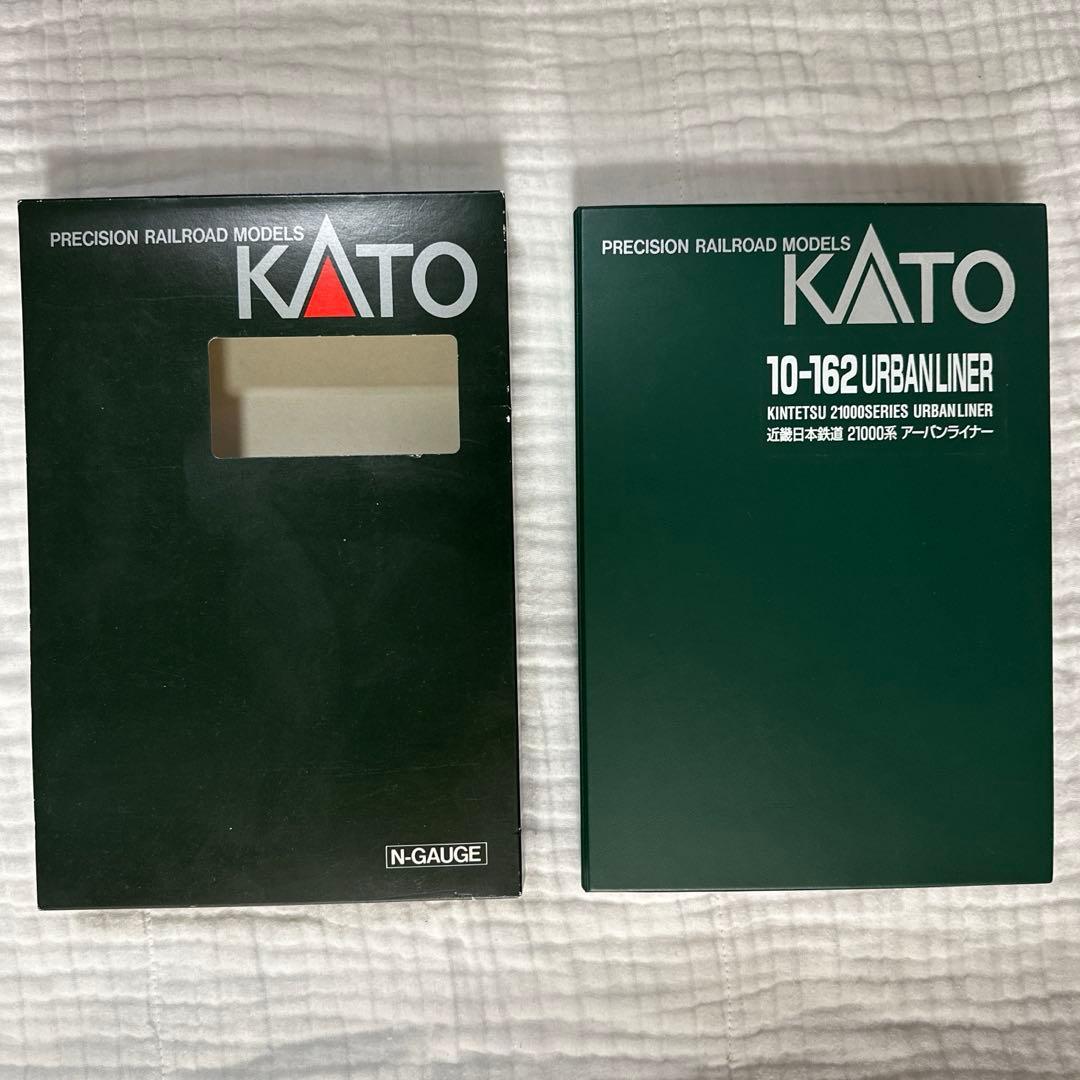 PRECISION RAILROAD MODELS
KATO
N-GAUGE
PRECISION RAILROAD MODELS
KATO
10-162 URBAN LINER
KINTETSU 21000SERIES URBAN LINER
近畿日本鉄道 21000系 アーバンライナー